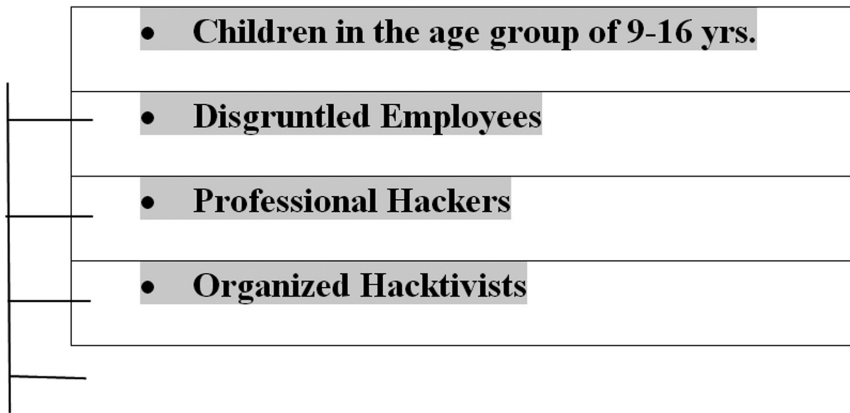 • Children in the age group of 9-16 yrs.
• Disgruntled Employees
• Professional Hackers
• Organized Hacktivists